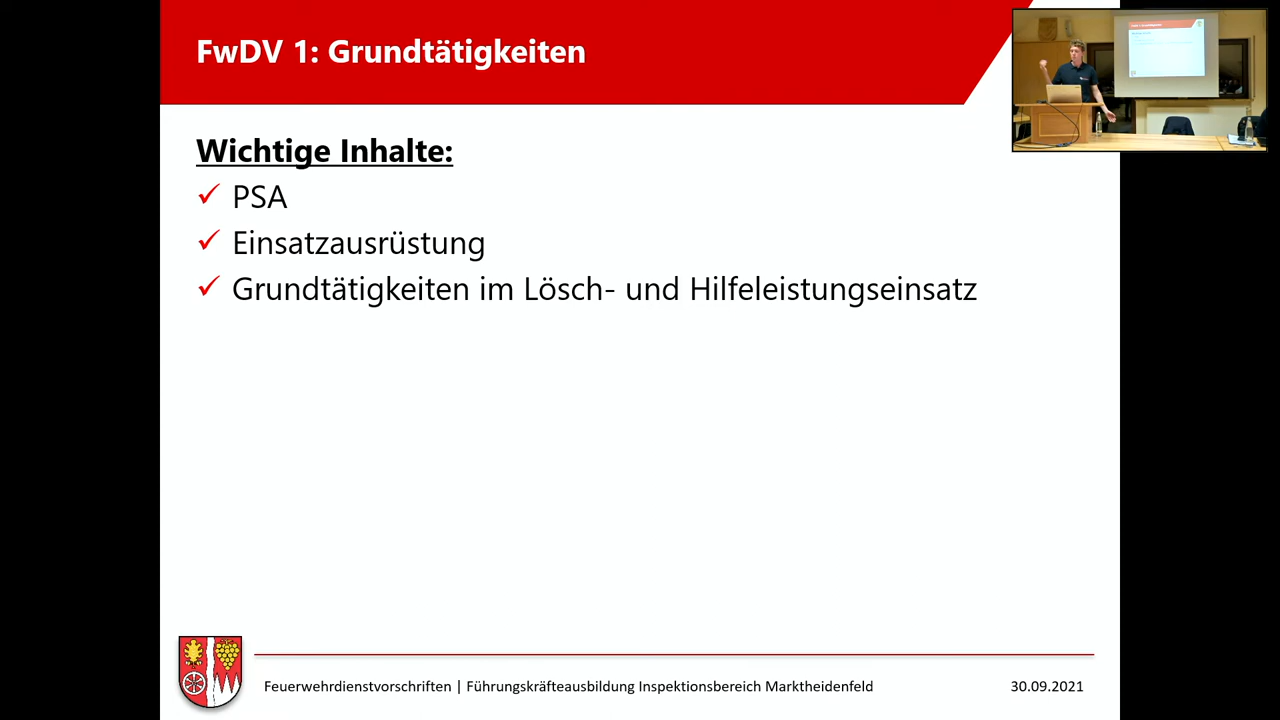 FwDV 1: Grundtätigkeiten
Wichtige Inhalte:
PSA
Einsatzausrüstung
Grundtätigkeiten im Lösch- und Hilfeleistungseinsatz
Feuerwehrdienstvorschriften | Führungskräfteausbildung Inspektionsbereich Marktheidenfeld
30.09.2021